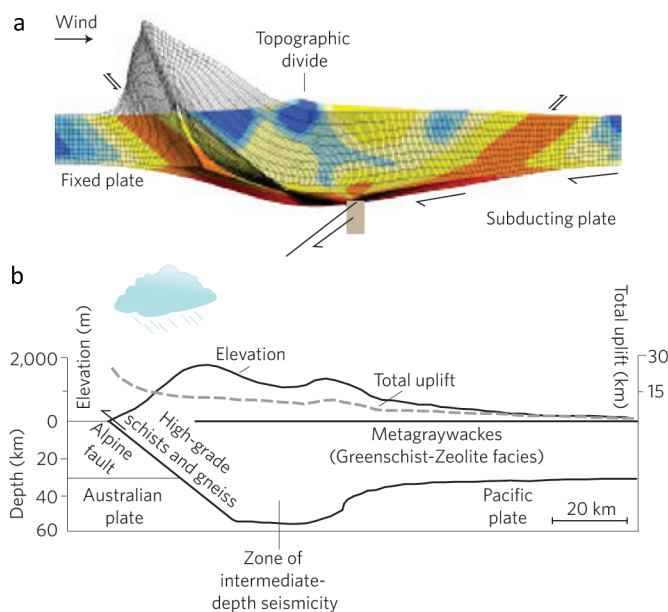 a
Wind
Topographic
divide
Fixed plate
Subducting plate
b
Elevation (m)
Total
uplift (km)
2,000
0
30
15
Elevation
Total uplift
Depth (km)
20
40
60
Alpine
fault
High-grade
schists and gneiss
Metagraywackes
(Greenschist-Zeolite facies)
Australian
plate
Pacific
plate
20 km
Zone of
intermediate-
depth seismicity